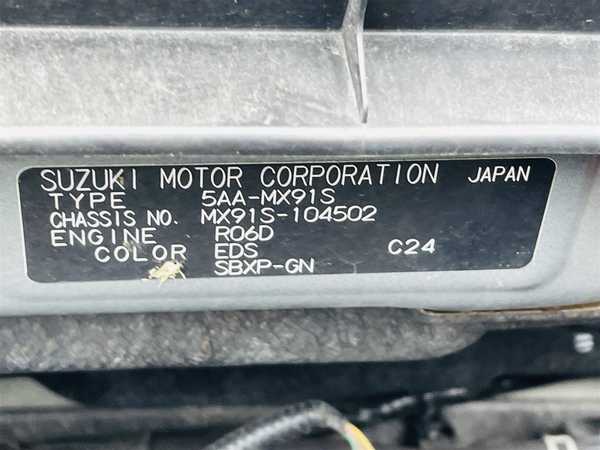 SUZUKI MOTOR CORPORATION JAPAN
TYPE 5AA-MX91S
CHASSIS NO. MX91S-104502
ENGINE R06D
COLOR EDS C24
SBXP-GN